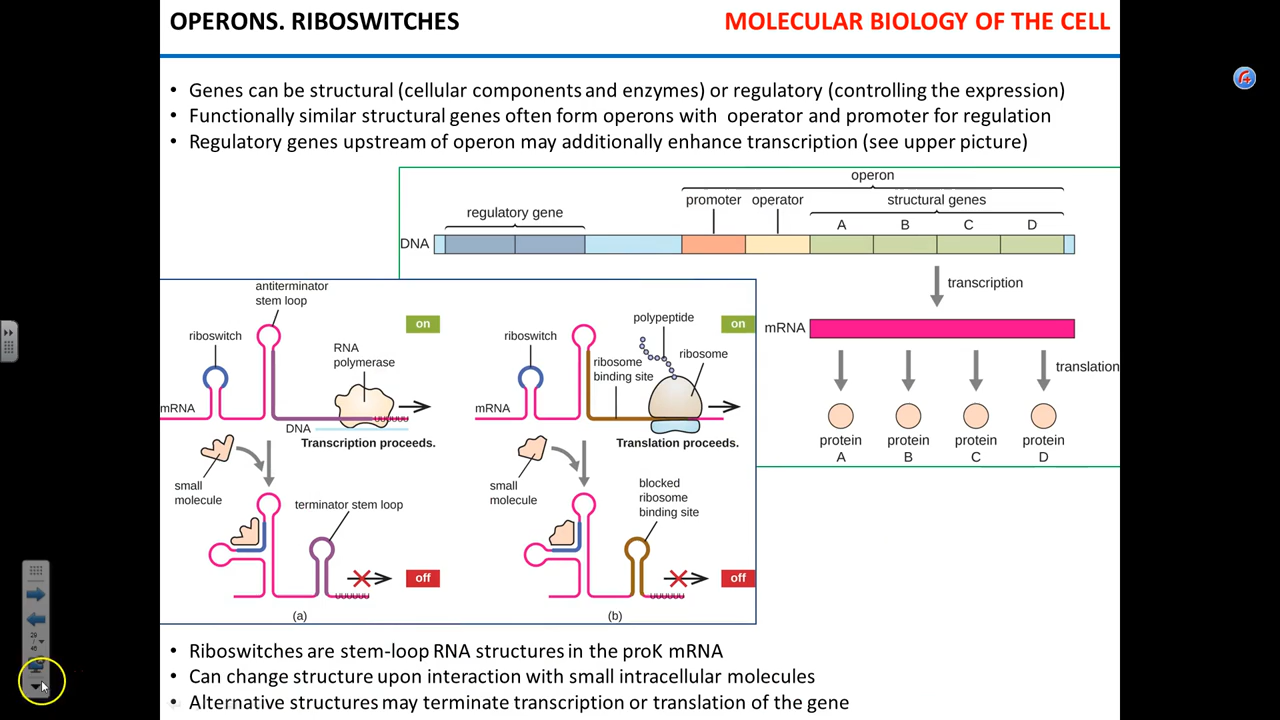 OPERONS. RIBOSWITCHES
MOLECULAR BIOLOGY OF THE CELL
• Genes can be structural (cellular components and enzymes) or regulatory (controlling the expression)
• Functionally similar structural genes often form operons with operator and promoter for regulation
• Regulatory genes upstream of operon may additionally enhance transcription (see upper picture)
operon
promoter operator structural genes
regulatory gene
A B C D
DNA
transcription
mRNA
translation
protein A
protein B
protein C
protein D
antiterminator
stem loop
on
riboswitch
RNA
polymerase
mRNA
UUUUUU
DNA
Transcription proceeds.
small
molecule
terminator stem loop
off
UUUUUU
(a)
polypeptide
on
riboswitch
ribosome
ribosome
binding site
mRNA
Translation proceeds.
small
molecule
blocked
ribosome
binding site
off
UUUUUU
(b)
• Riboswitches are stem-loop RNA structures in the proK mRNA
• Can change structure upon interaction with small intracellular molecules
• Alternative structures may terminate transcription or translation of the gene
29
/
46